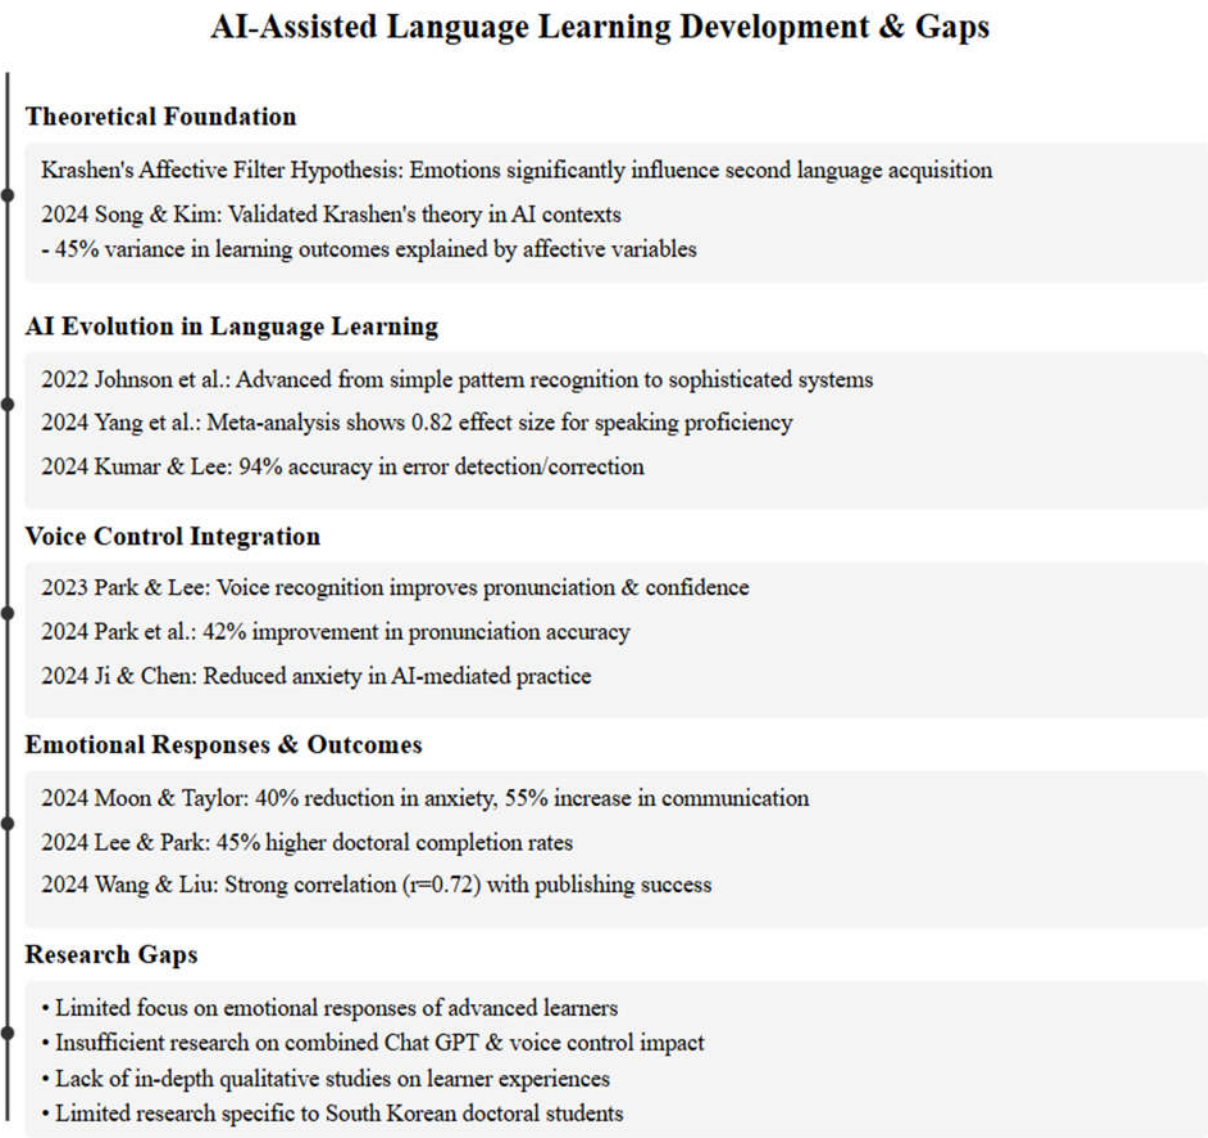 AI-Assisted Language Learning Development & Gaps
Theoretical Foundation
Krashen's Affective Filter Hypothesis: Emotions significantly influence second language acquisition
2024 Song & Kim: Validated Krashen's theory in AI contexts
- 45% variance in learning outcomes explained by affective variables
AI Evolution in Language Learning
2022 Johnson et al.: Advanced from simple pattern recognition to sophisticated systems
2024 Yang et al.: Meta-analysis shows 0.82 effect size for speaking proficiency
2024 Kumar & Lee: 94% accuracy in error detection/correction
Voice Control Integration
2023 Park & Lee: Voice recognition improves pronunciation & confidence
2024 Park et al.: 42% improvement in pronunciation accuracy
2024 Ji & Chen: Reduced anxiety in AI-mediated practice
Emotional Responses & Outcomes
2024 Moon & Taylor: 40% reduction in anxiety, 55% increase in communication
2024 Lee & Park: 45% higher doctoral completion rates
2024 Wang & Liu: Strong correlation (r=0.72) with publishing success
Research Gaps
• Limited focus on emotional responses of advanced learners
• Insufficient research on combined Chat GPT & voice control impact
• Lack of in-depth qualitative studies on learner experiences
• Limited research specific to South Korean doctoral students